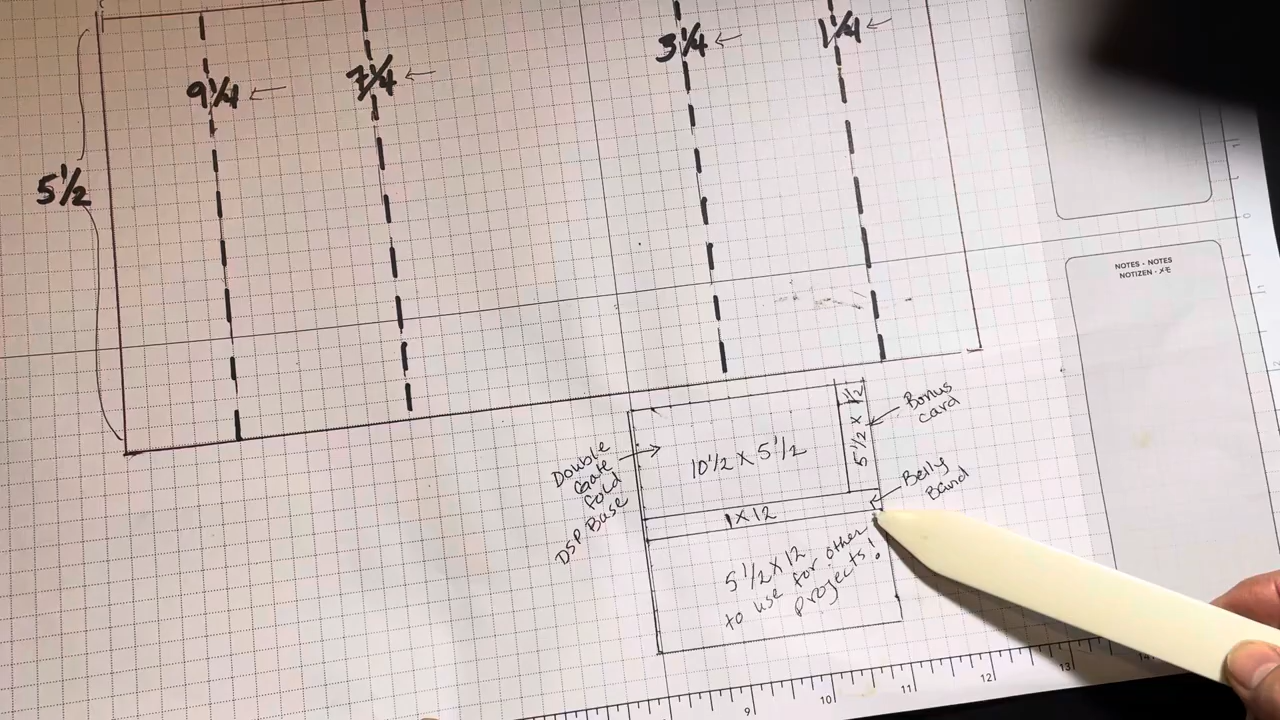 9 1/4 ←
7 1/4 ←
3 1/4 ←
1 1/4 ←
5 1/2
NOTES - NOTES
NOTIZEN -
Double
Gate
fold
DSP Base
10 1/2 X 5 1/2
5 1/2 X 1 1/2
Bonus
card
Belly
Band
1 X 12
5 1/2 X 12
to use for other
projects!
9
10
11
12
13
14